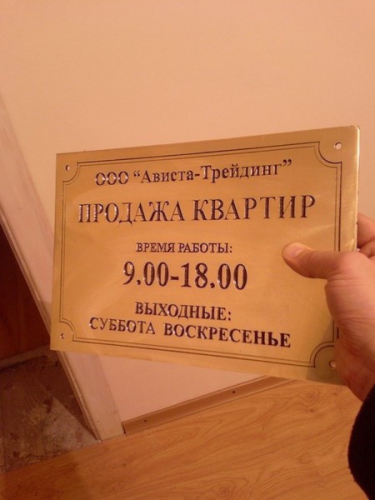 ООО "Ависта-Трейдинг"
ПРОДАЖА КВАРТИР
ВРЕМЯ РАБОТЫ:
9.00-18.00
ВЫХОДНЫЕ:
СУББОТА ВОСКРЕСЕНЬЕ